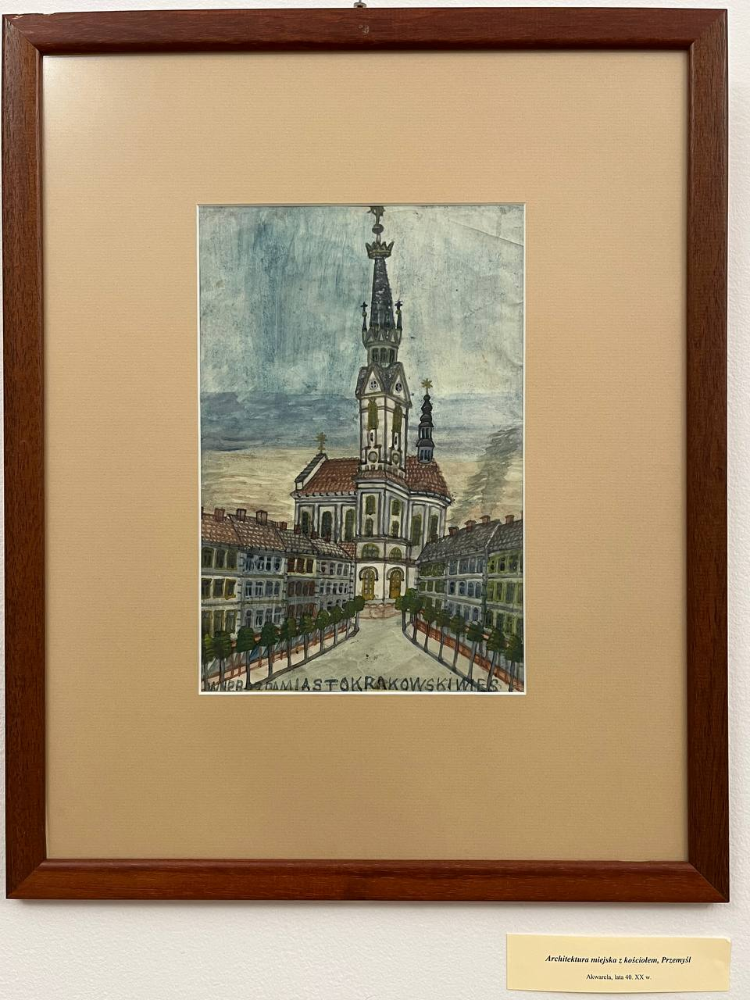 MIASTOKRAKOWSKIWIES
Architektura miejska z kościołem, Przemyśl
Akwarela, lata 40. XX w.